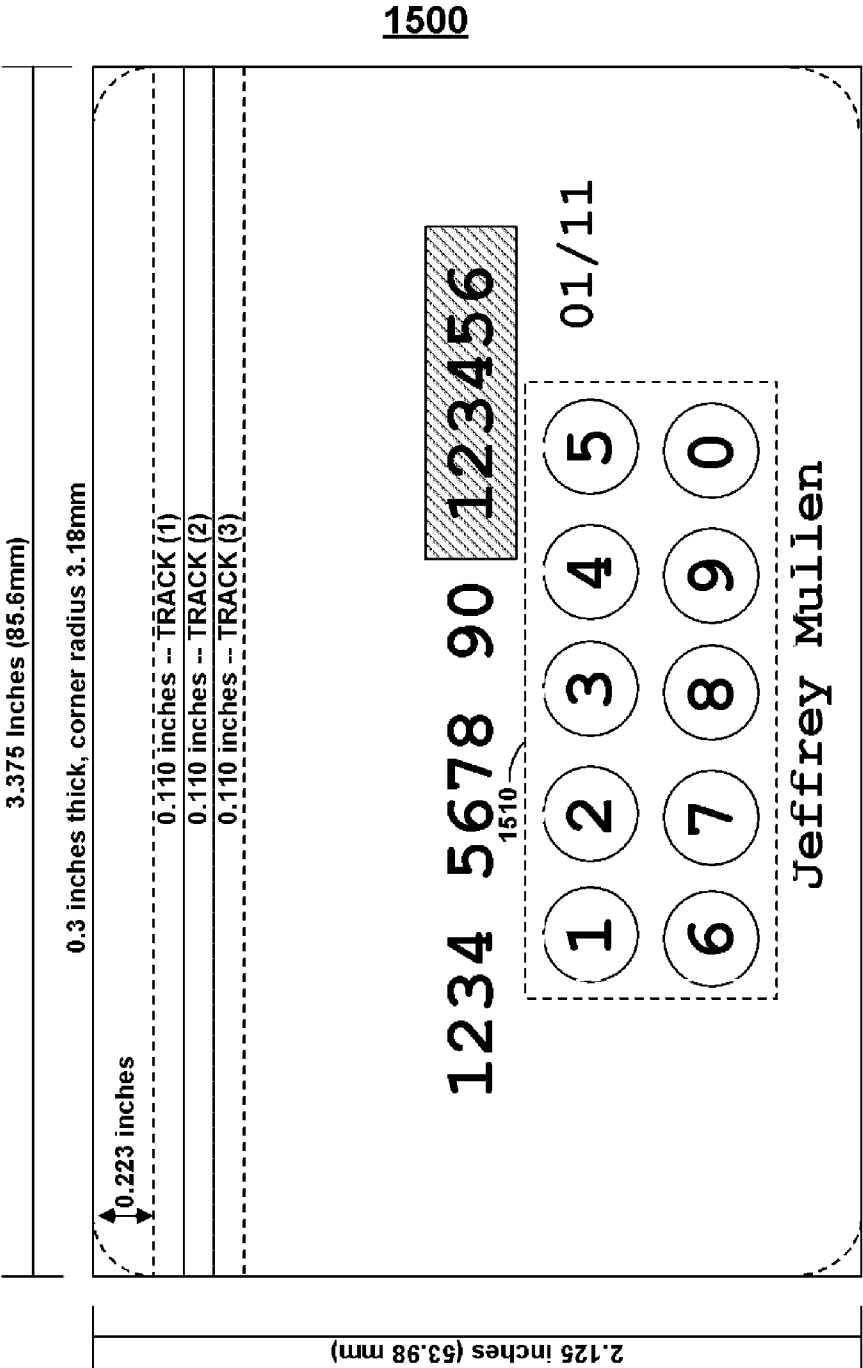 1500
3.375 Inches (85.6mm)
0.3 inches thick, corner radius 3.18mm
0.223 inches
0.110 inches -- TRACK (1)
0.110 inches -- TRACK (2)
0.110 inches -- TRACK (3)
2.125 inches (53.98 mm)
1234 5678 90 123456
1510
1 2 3 4 5
01/11
6 7 8 9 0
Jeffrey Mullen